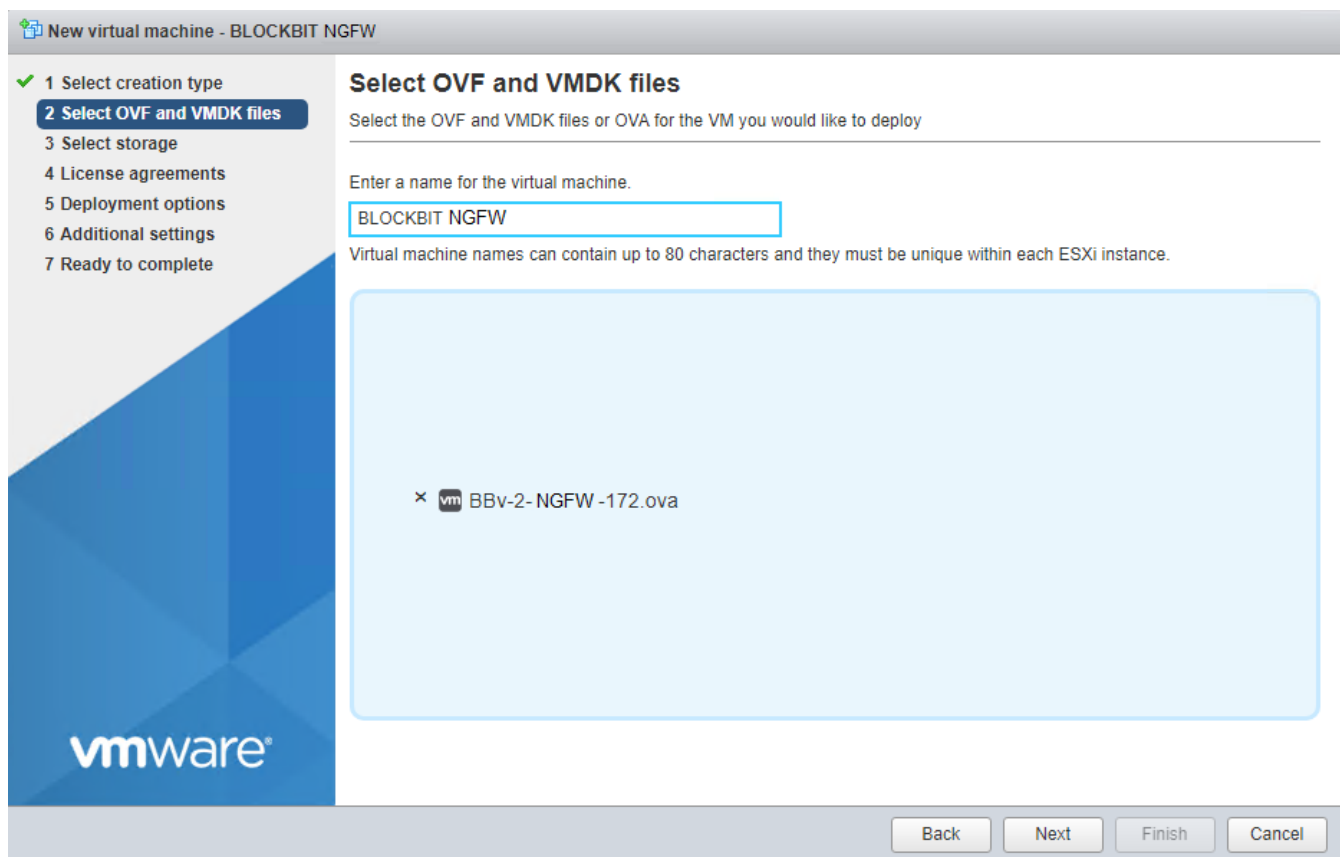 New virtual machine - BLOCKBIT NGFW
1 Select creation type
2 Select OVF and VMDK files
3 Select storage
4 License agreements
5 Deployment options
6 Additional settings
7 Ready to complete
vmware®
Select OVF and VMDK files
Select the OVF and VMDK files or OVA for the VM you would like to deploy
Enter a name for the virtual machine.
BLOCKBIT NGFW
Virtual machine names can contain up to 80 characters and they must be unique within each ESXi instance.
× vm BBv-2- NGFW -172.ova
Back Next Finish Cancel